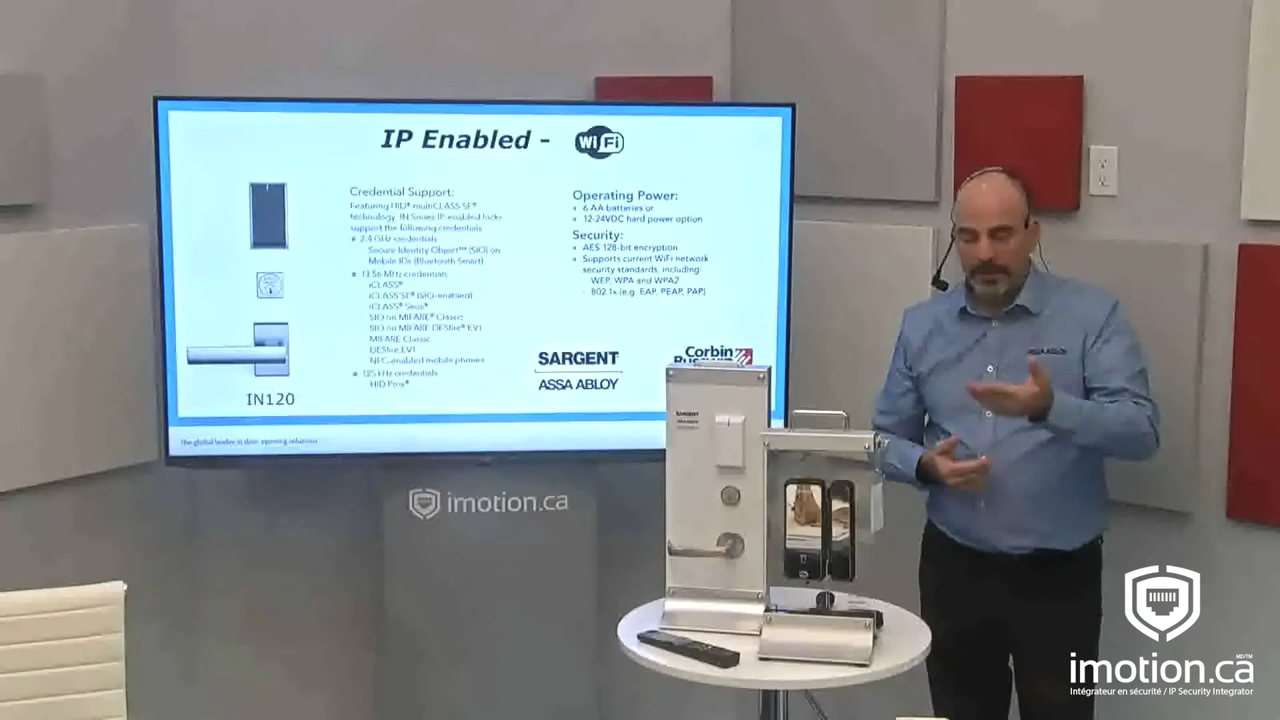 IP Enabled - WiFi
Credential Support:
Featuring HID® multiCLASS SE®
technology, IN Series IP-enabled locks
support the following credentials
2.4 GHz credentials
Secure Identity Object™ (SIO) on
Mobile IDs (Bluetooth Smart)
13.56 MHz credentials
iCLASS®
iCLASS SE® (SIO-enabled)
iCLASS® Seos®
SIO on MIFARE® Classic
SIO on MIFARE DESFire® EV1
MIFARE Classic
DESFire EV1
NFC-enabled mobile phones
125 kHz credentials
HID Prox®
IN120
Operating Power:
6 AA batteries or
12-24VDC hard power option
Security:
AES 128-bit encryption
Supports current WiFi network
security standards, including:
WEP, WPA and WPA2
- 802.1x (e.g. EAP, PEAP, PAP)
SARGENT
ASSA ABLOY
Corbin
The global leader in door opening solutions
SARGENT
ASSA ABLOY
imotion.ca
imotion.ca MD/TM
Intégrateur en sécurité / IP Security Integrator